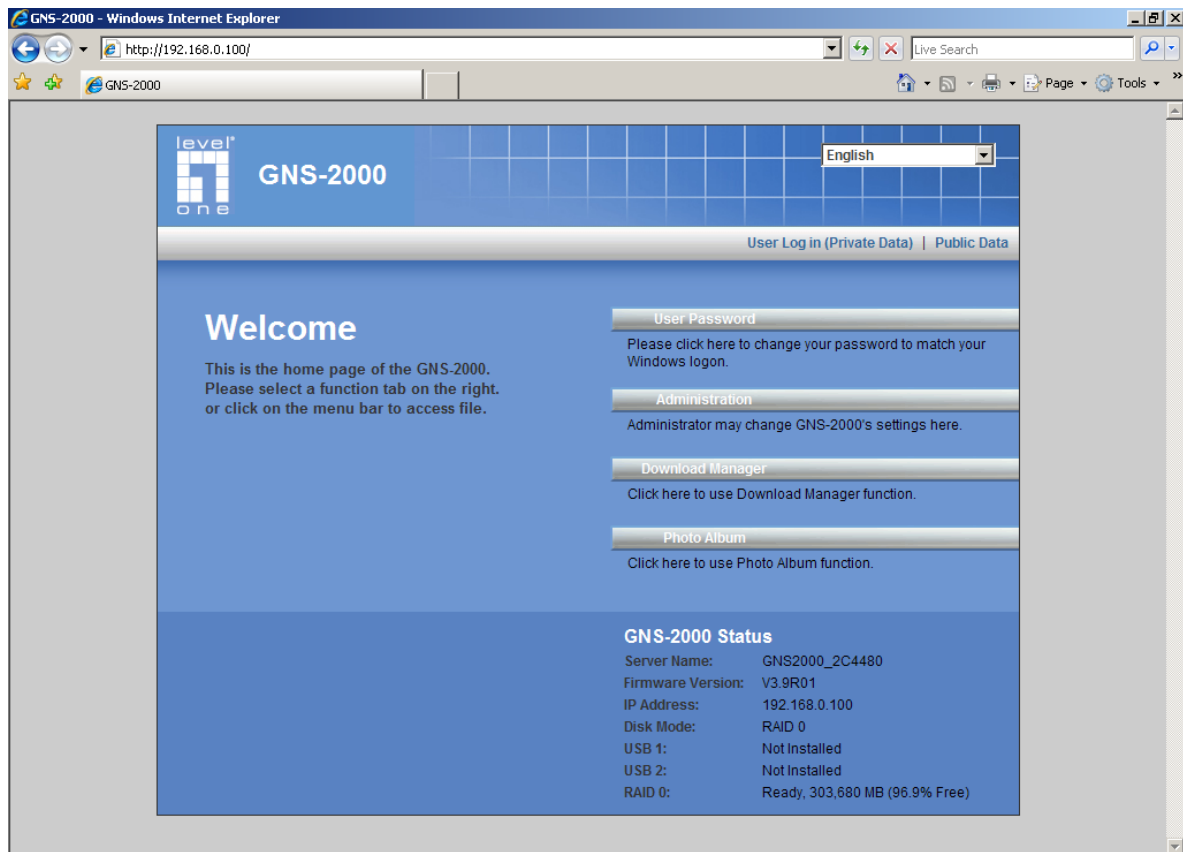 GNS-2000 - Windows Internet Explorer
http://192.168.0.100/
Live Search
GNS-2000
Page
Tools
level
one
GNS-2000
English
User Log in (Private Data) | Public Data
Welcome
This is the home page of the GNS-2000.
Please select a function tab on the right.
or click on the menu bar to access file.
User Password
Please click here to change your password to match your
Windows logon.
Administration
Administrator may change GNS-2000's settings here.
Download Manager
Click here to use Download Manager function.
Photo Album
Click here to use Photo Album function.
GNS-2000 Status
Server Name: GNS2000_2C4480
Firmware Version: V3.9R01
IP Address: 192.168.0.100
Disk Mode: RAID 0
USB 1: Not Installed
USB 2: Not Installed
RAID 0: Ready, 303,680 MB (96.9% Free)